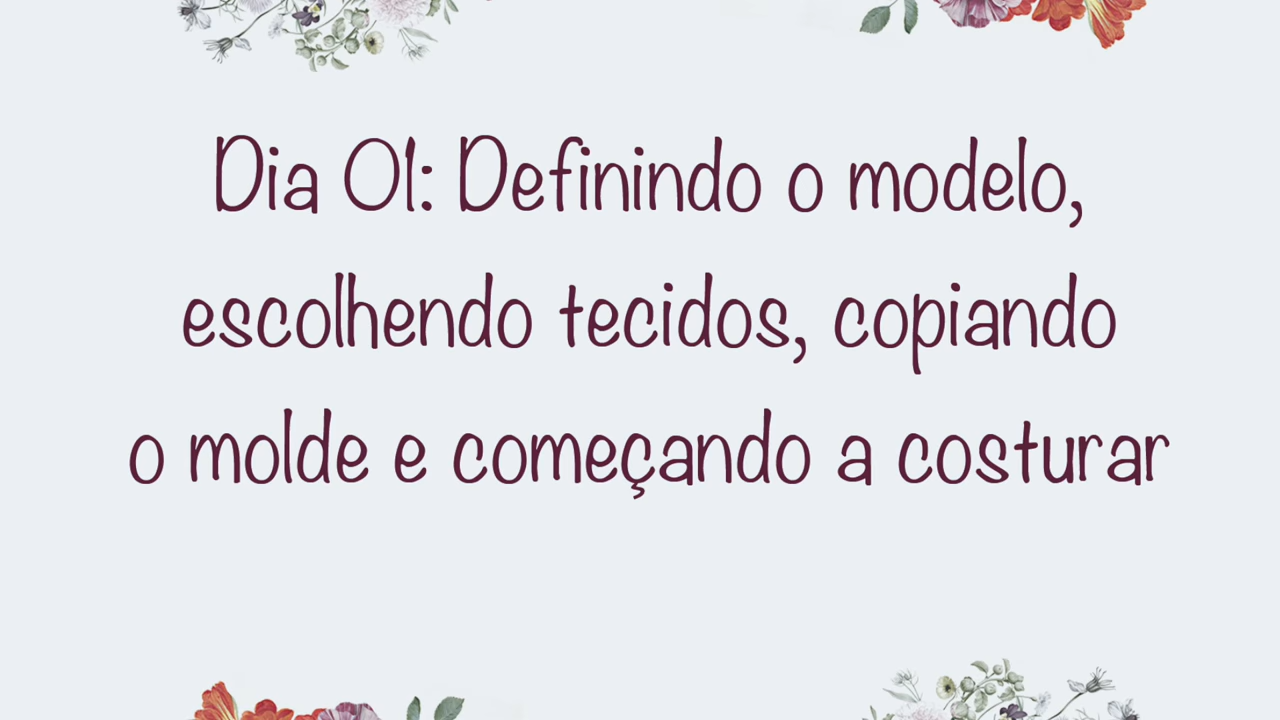 Dia 01: Definindo o modelo,
escolhendo tecidos, copiando
o molde e começando a costurar